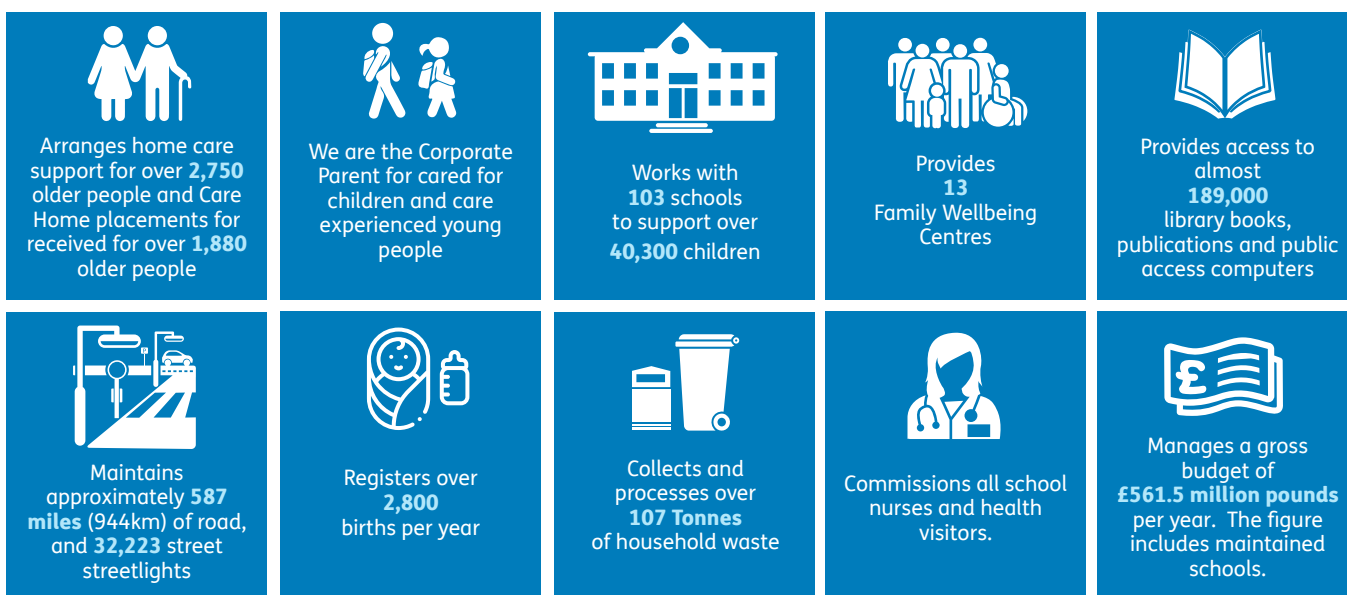 Arranges home care
support for over 2,750
older people and Care
Home placements for
received for over 1,880
older people
We are the Corporate
Parent for cared for
children and care
experienced young
people
Works with
103 schools
to support over
40,300 children
Provides
13
Family Wellbeing
Centres
Provides access to
almost
189,000
library books,
publications and public
access computers
Maintains
approximately 587
miles (944km) of road,
and 32,223 street
streetlights
Registers over
2,800
births per year
Collects and
processes over
107 Tonnes
of household waste
Commissions all school
nurses and health
visitors.
£
Manages a gross
budget of
£561.5 million pounds
per year. The figure
includes maintained
schools.